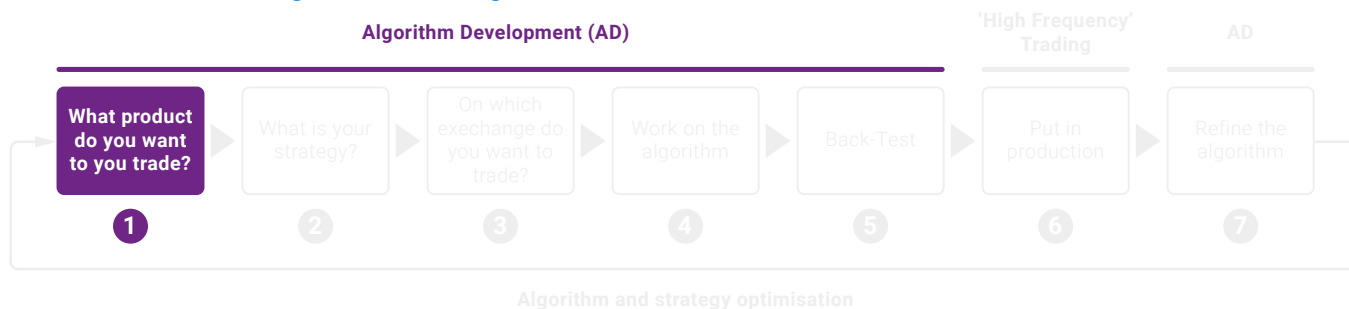 Algorithm Development (AD)
'High Frequency'
Trading
AD
What product
do you want
to you trade?
What is your
strategy?
On which
exechange do
you want to
trade?
Work on the
algorithm
Back-Test
Put in
production
Refine the
algorithm
1
2
3
4
5
6
7
Algorithm and strategy optimisation